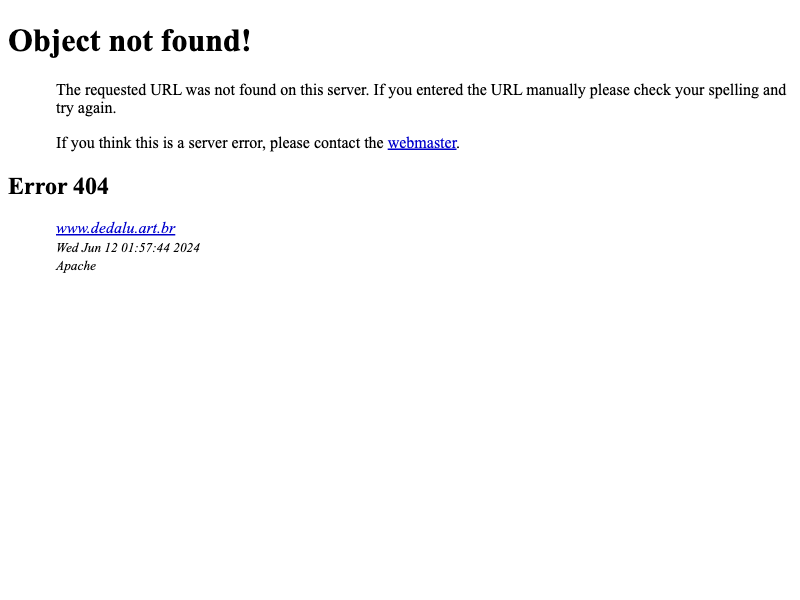 Object not found!
The requested URL was not found on this server. If you entered the URL manually please check your spelling and
try again.
If you think this is a server error, please contact the webmaster.
Error 404
www.dedalu.art.br
Wed Jun 12 01:57:44 2024
Apache